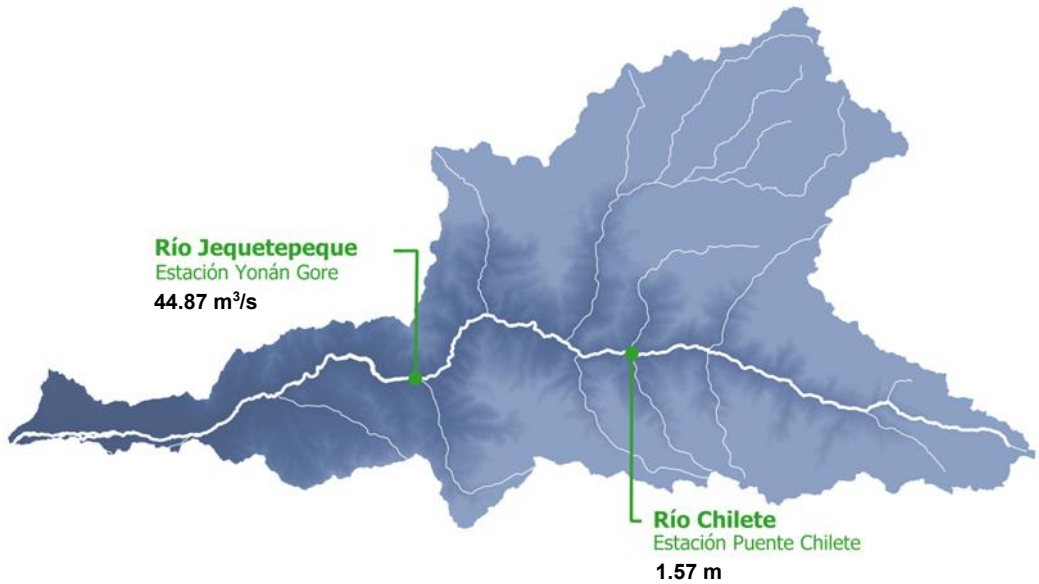 Río Jequetepeque
Estación Yonán Gore
44.87 m³/s
Río Chilete
Estación Puente Chilete
1.57 m